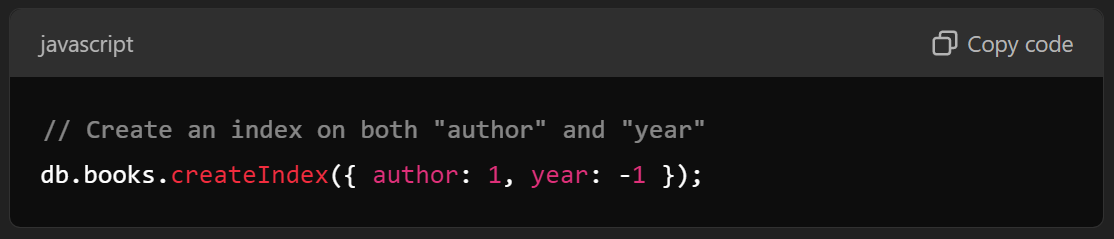 javascript
Copy code
// Create an index on both "author" and "year"
db.books.createIndex({ author: 1, year: -1 });